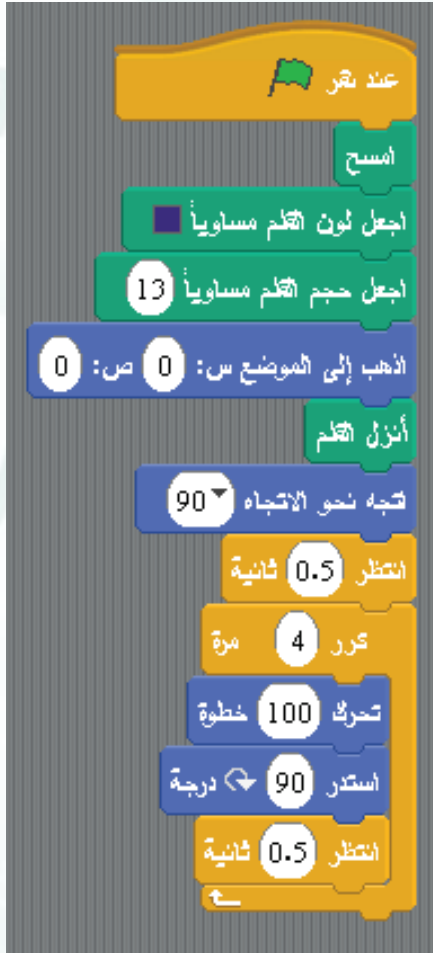 عند نقر
امسح
اجعل لون القلم مساوياً
اجعل حجم القلم مساوياً 13
اذهب إلى الموضع س: 0 ص: 0
أنزل القلم
اتجه نحو الاتجاه 90
انتظر 0.5 ثانية
كرر 4 مرة
تحرك 100 خطوة
استدر 90 درجة
انتظر 0.5 ثانية